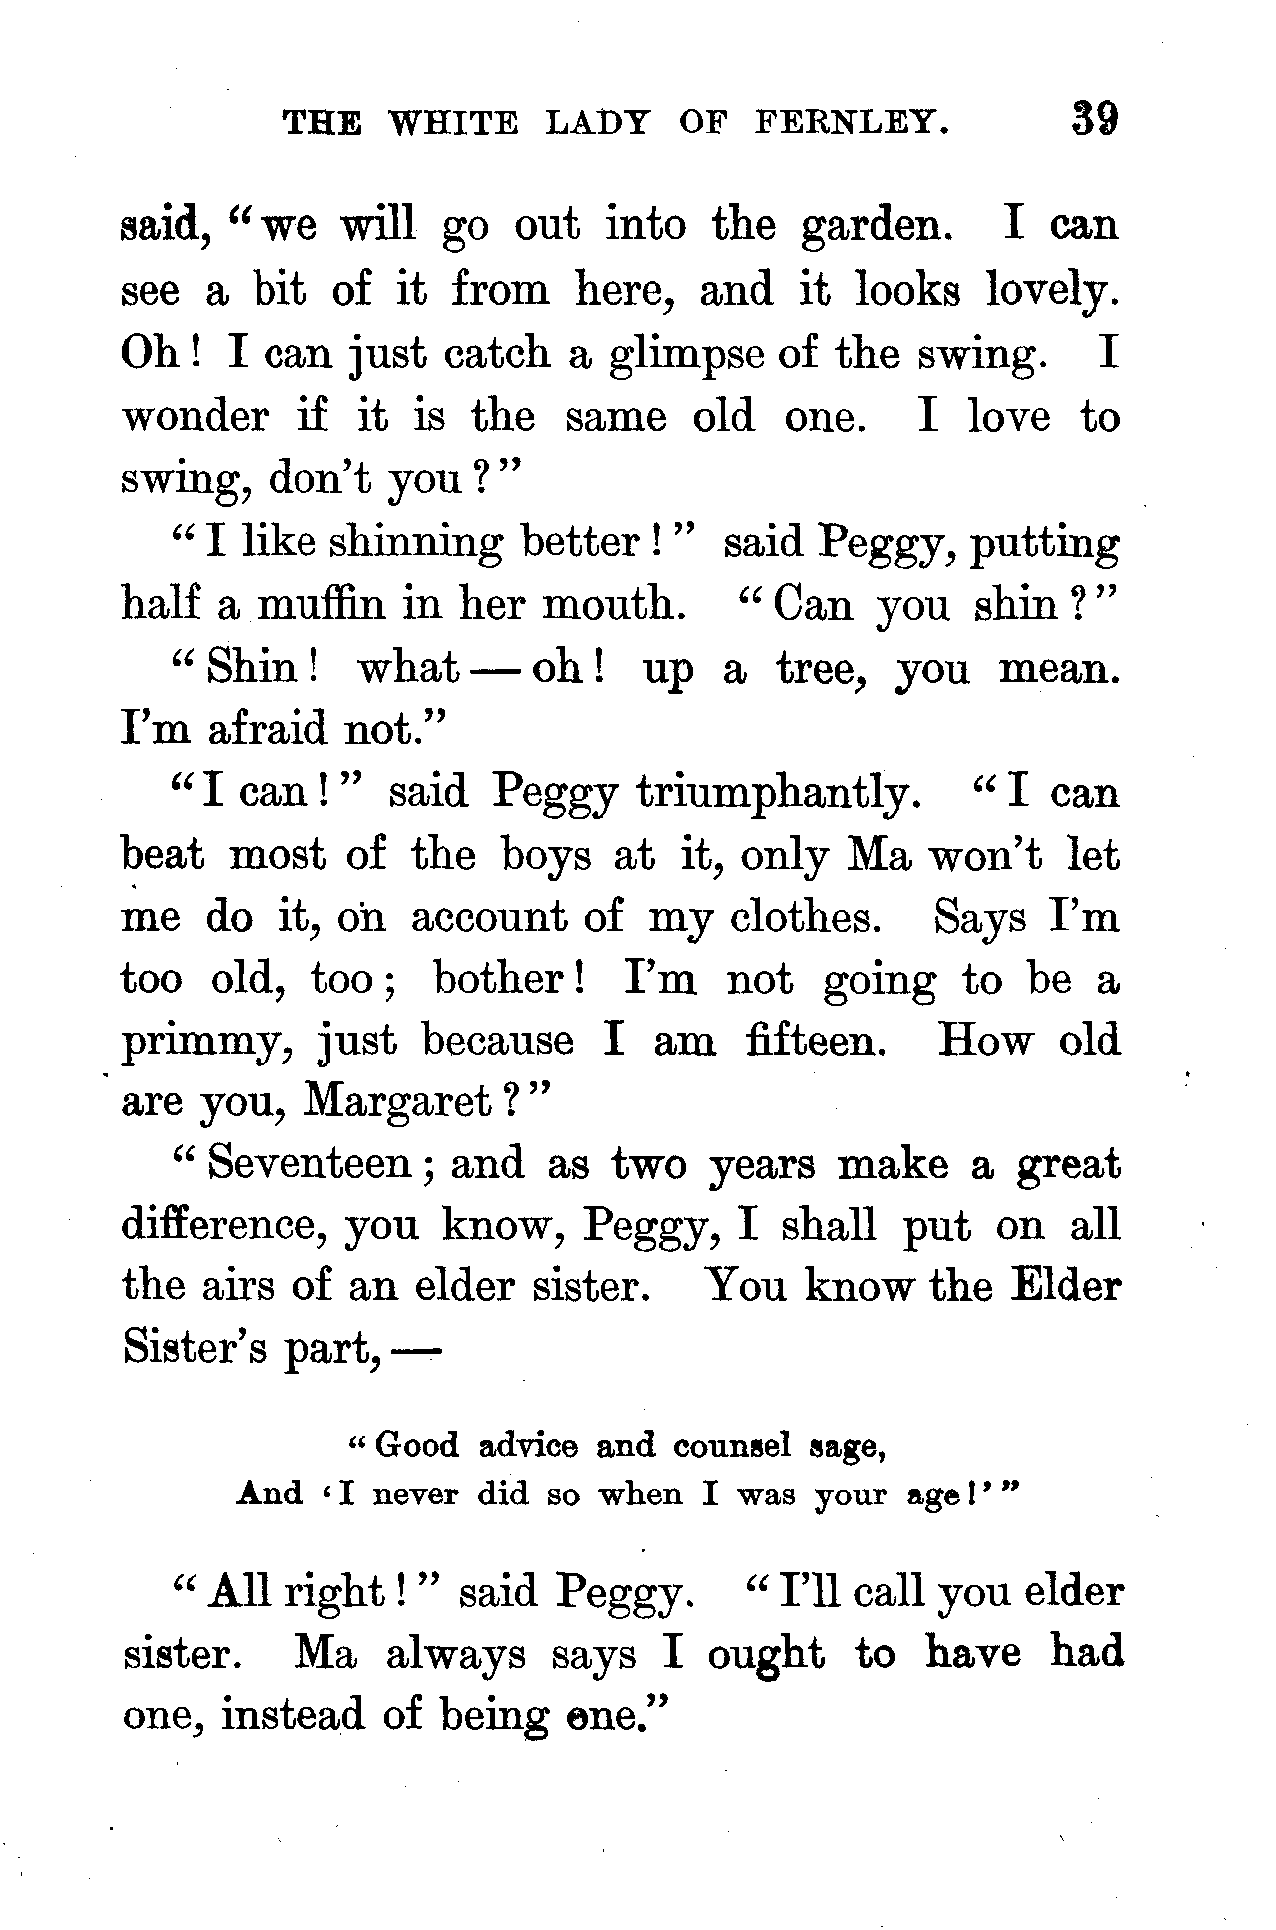 THE WHITE LADY OF FERNLEY. 39
said, “we will go out into the garden. I can
see a bit of it from here, and it looks lovely.
Oh! I can just catch a glimpse of the swing. I
wonder if it is the same old one. I love to
swing, don’t you?”
“I like shinning better!” said Peggy, putting
half a muffin in her mouth. “Can you shin?”
“Shin! what — oh! up a tree, you mean.
I’m afraid not.”
“I can!” said Peggy triumphantly. “I can
beat most of the boys at it, only Ma won’t let
me do it, on account of my clothes. Says I’m
too old, too; bother! I’m not going to be a
primmy, just because I am fifteen. How old
are you, Margaret?”
“Seventeen; and as two years make a great
difference, you know, Peggy, I shall put on all
the airs of an elder sister. You know the Elder
Sister’s part, —
“Good advice and counsel sage,
And ‘I never did so when I was your age!’”
“All right!” said Peggy. “I’ll call you elder
sister. Ma always says I ought to have had
one, instead of being one.”